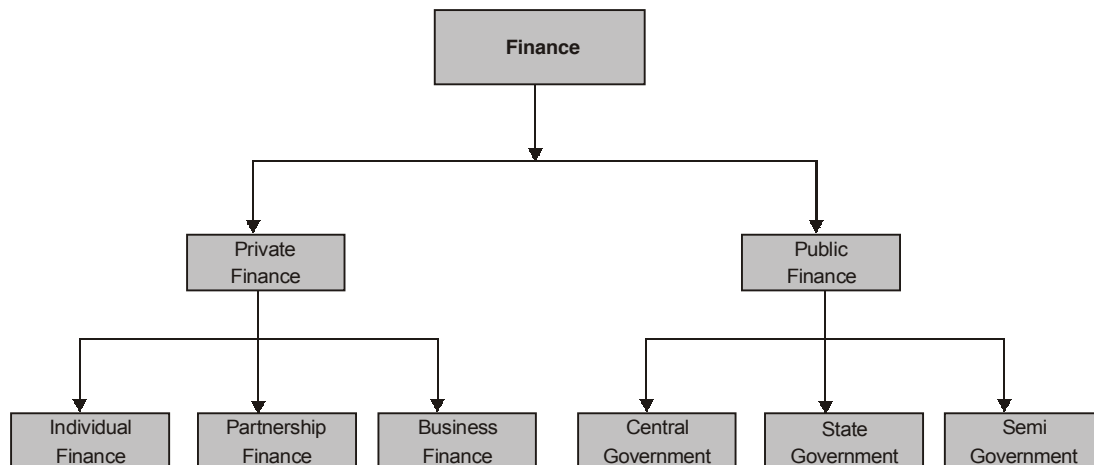 Finance
Private
Finance
Public
Finance
Individual
Finance
Partnership
Finance
Business
Finance
Central
Government
State
Government
Semi
Government